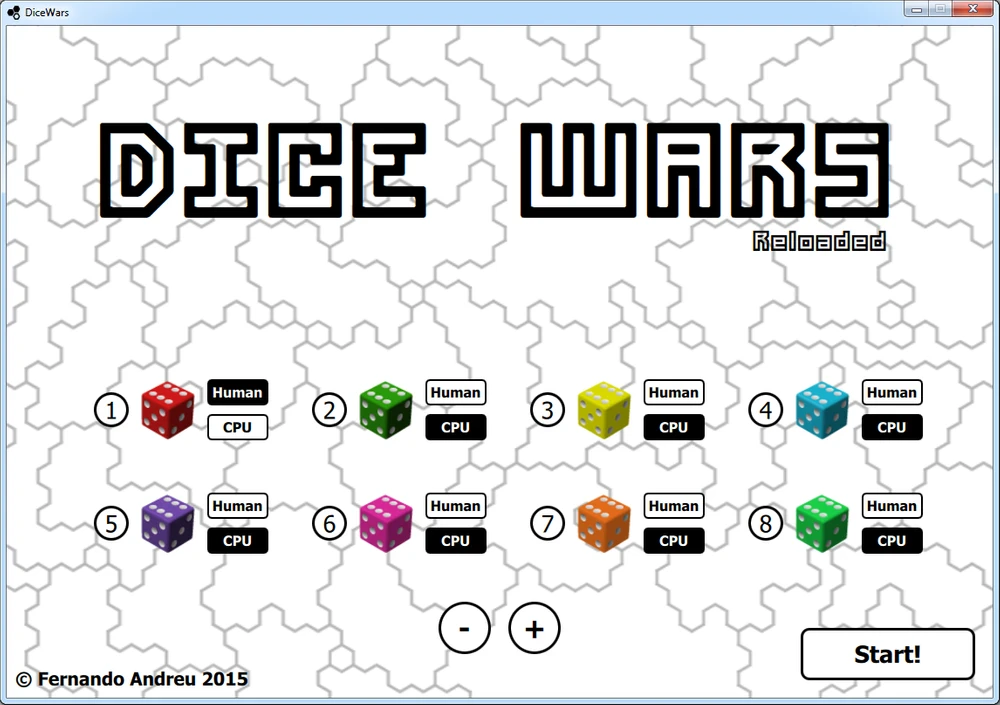 DiceWars
DICE WARS
Reloaded
1 Human CPU
2 Human CPU
3 Human CPU
4 Human CPU
5 Human CPU
6 Human CPU
7 Human CPU
8 Human CPU
- +
Start!
© Fernando Andreu 2015